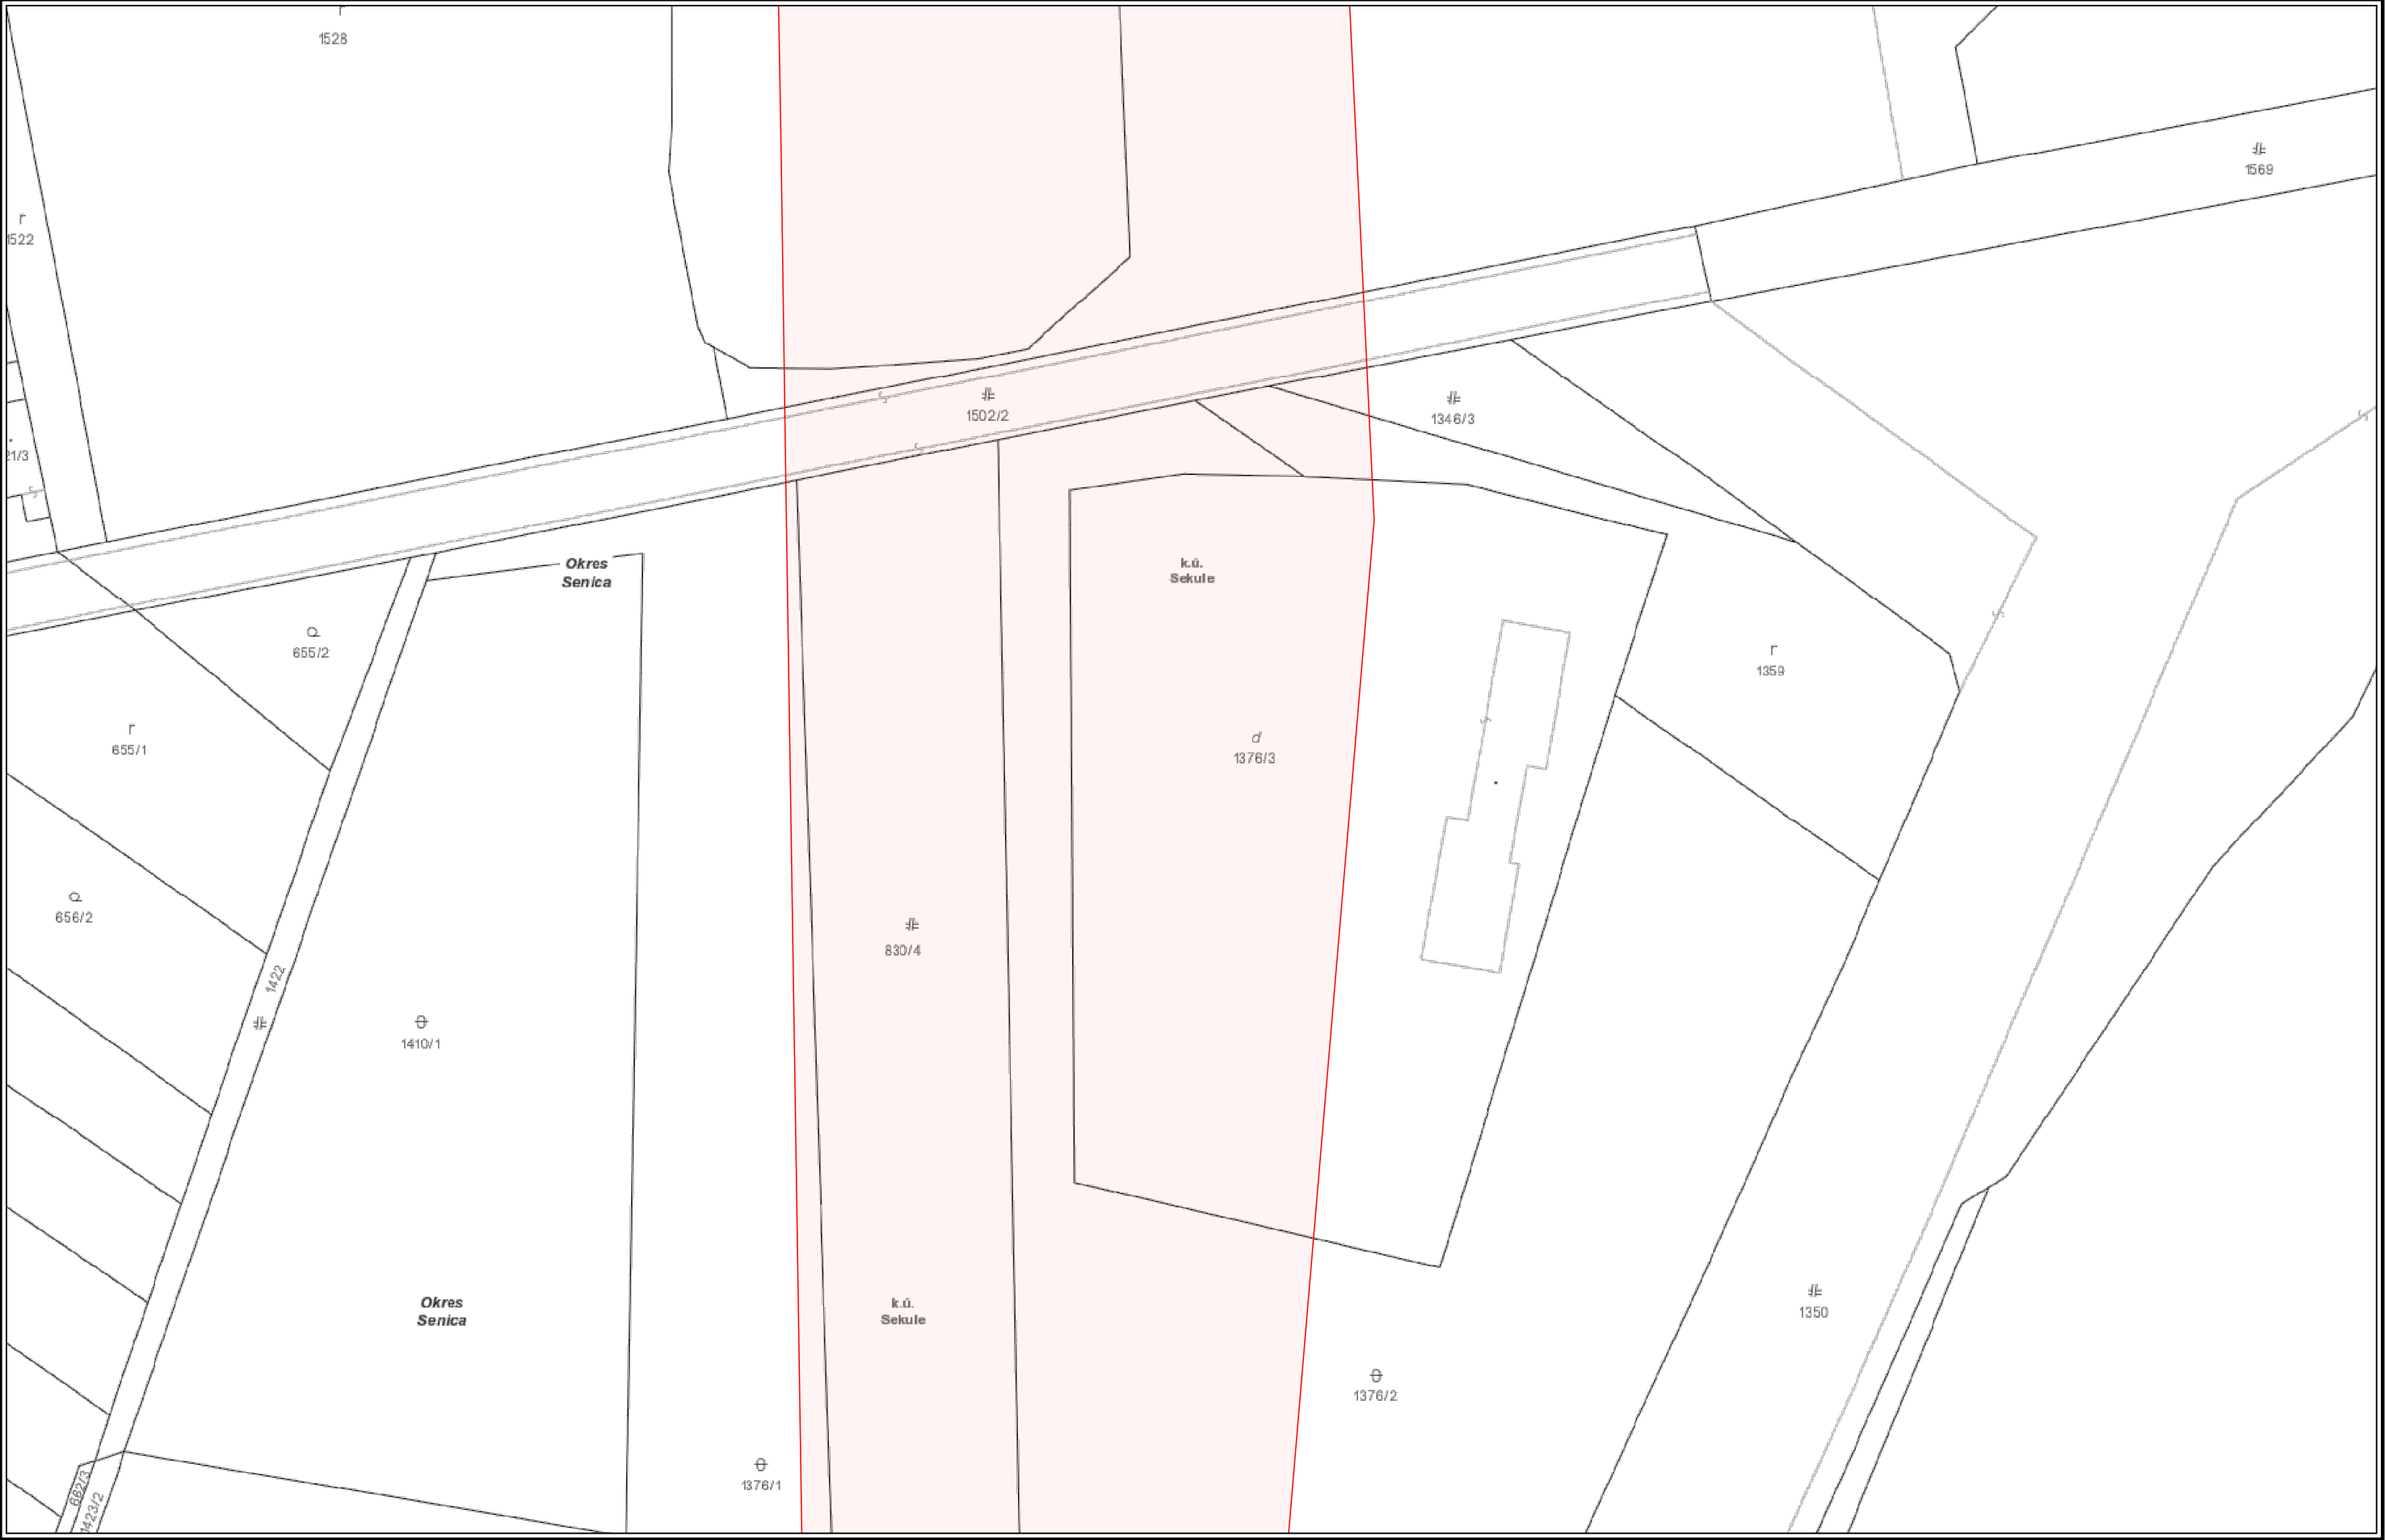 r
1528
1569
r
1522
1502/2
1346/3
21/3
Okres
Senica
k.ú.
Sekule
655/2
r
1359
r
655/1
d
1376/3
656/2
830/4
1422
1410/1
Okres
Senica
k.ú.
Sekule
1350
1376/2
1376/1
662/3
1423/2